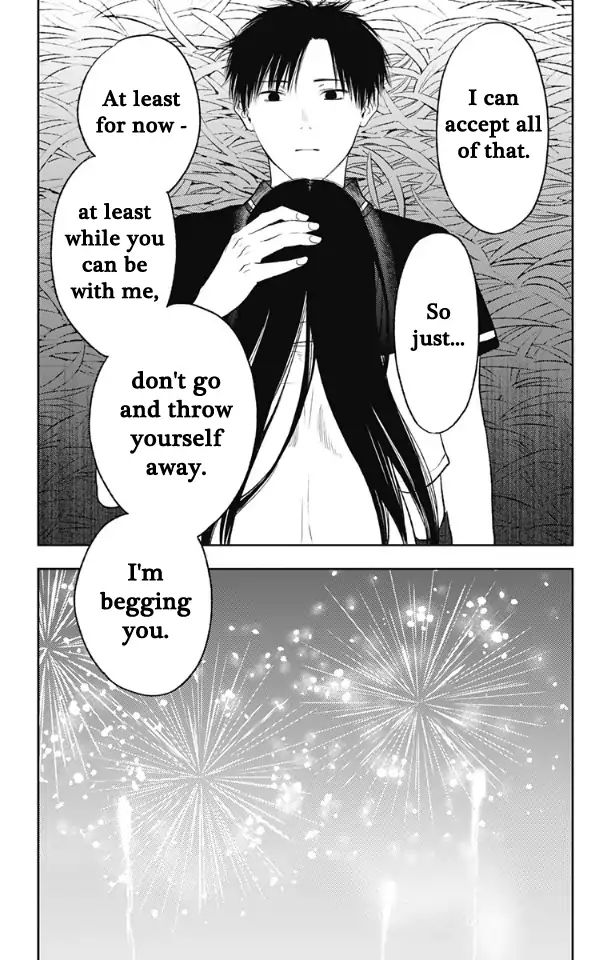 I can
accept all
of that.
So
just...
At least
for now -
at least
while you
can be
with me,
don't go
and throw
yourself
away.
I'm
begging
you.